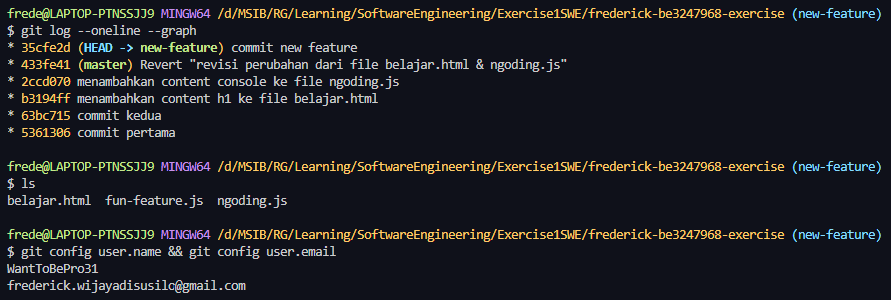 frede@LAPTOP-PTNSSJJ9 MINGW64 /d/MSIB/RG/Learning/SoftwareEngineering/Exercise1SWE/frederick-be3247968-exercise (new-feature)
$ git log --oneline --graph
* 35cfe2d (HEAD -> new-feature) commit new feature
* 433fe41 (master) Revert "revisi perubahan dari file belajar.html & ngoding.js"
* 2ccd070 menambahkan content console ke file ngoding.js
* b3194ff menambahkan content h1 ke file belajar.html
* 63bc715 commit kedua
* 5361306 commit pertama
frede@LAPTOP-PTNSSJJ9 MINGW64 /d/MSIB/RG/Learning/SoftwareEngineering/Exercise1SWE/frederick-be3247968-exercise (new-feature)
$ ls
belajar.html  fun-feature.js  ngoding.js
frede@LAPTOP-PTNSSJJ9 MINGW64 /d/MSIB/RG/Learning/SoftwareEngineering/Exercise1SWE/frederick-be3247968-exercise (new-feature)
$ git config user.name && git config user.email
WantToBePro31
frederick.wijayadisusilo@gmail.com